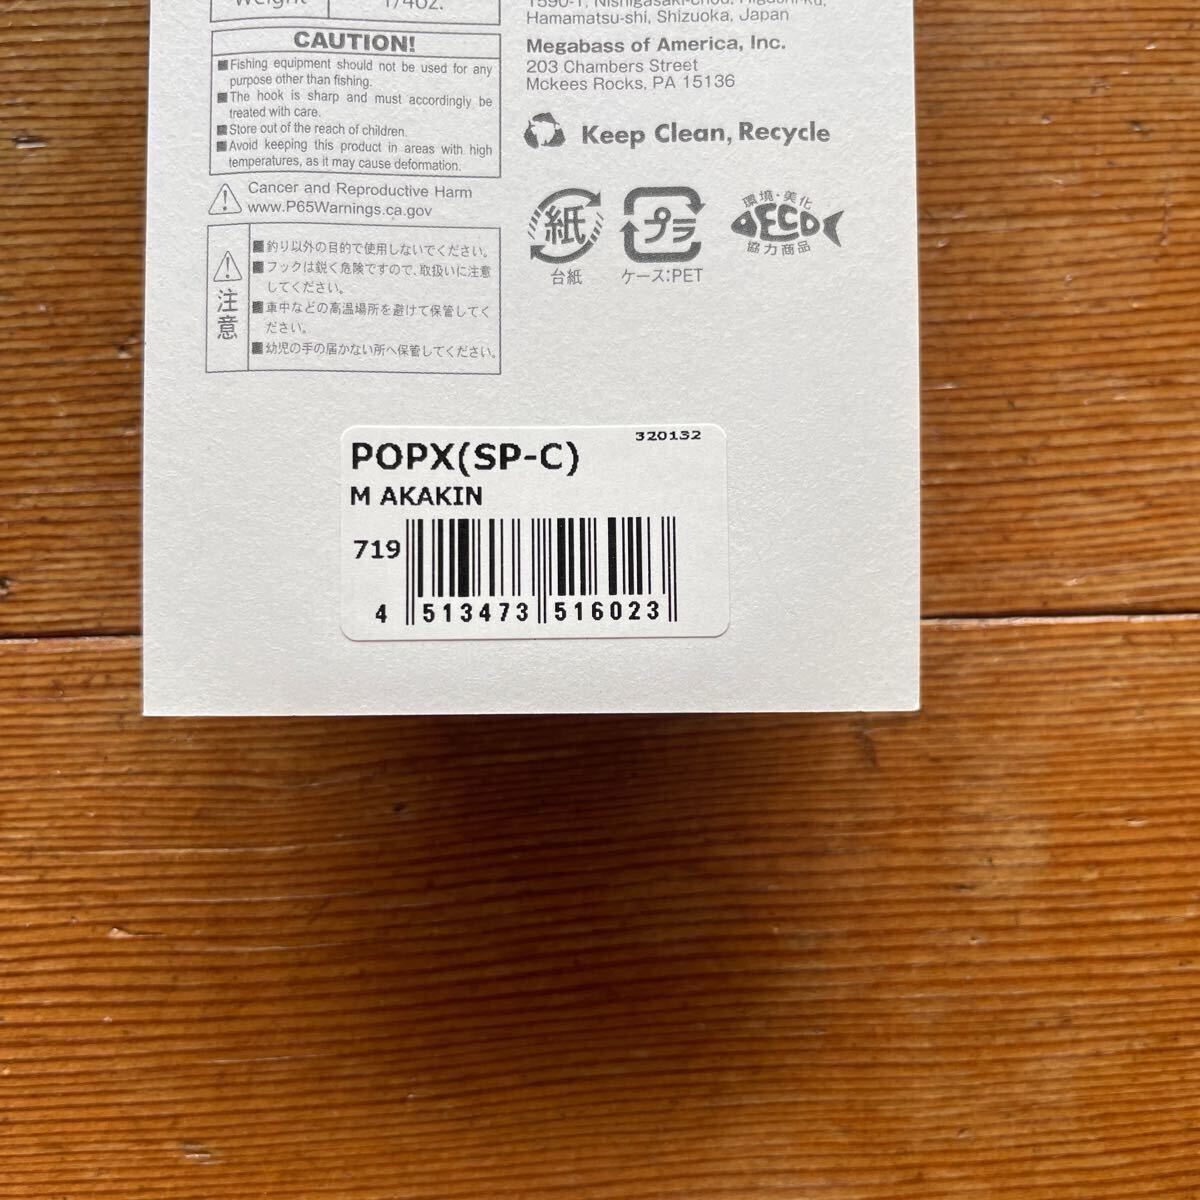 Weight 1/4oz.
CAUTION!
■Fishing equipment should not be used for any
purpose other than fishing.
■The hook is sharp and must accordingly be
treated with care.
■Store out of the reach of children.
■Avoid keeping this product in areas with high
temperatures, as it may cause deformation.
Cancer and Reproductive Harm
www.P65Warnings.ca.gov
注意
■釣り以外の目的で使用しないでください。
■フックは鋭く危険ですので、取扱いに注意
してください。
■車中などの高温場所を避けて保管してく
ださい。
■幼児の手の届かない所へ保管してください。
1590-1, Nishigasaki-chou, Higashi-ku,
Hamamatsu-shi, Shizuoka, Japan
Megabass of America, Inc.
203 Chambers Street
Mckees Rocks, PA 15136
Keep Clean, Recycle
紙
台紙
プラ
ケース:PET
環境・美化
ECO
協力商品
320132
POPX(SP-C)
M AKAKIN
719
4 513473 516023